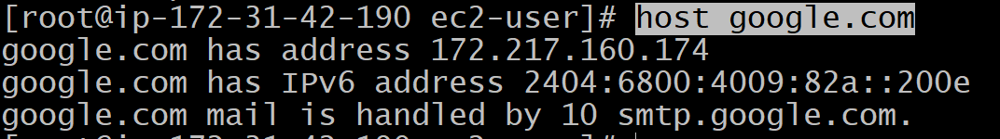 [root@ip-172-31-42-190 ec2-user]# host google.com
google.com has address 172.217.160.174
google.com has IPv6 address 2404:6800:4009:82a::200e
google.com mail is handled by 10 smtp.google.com.